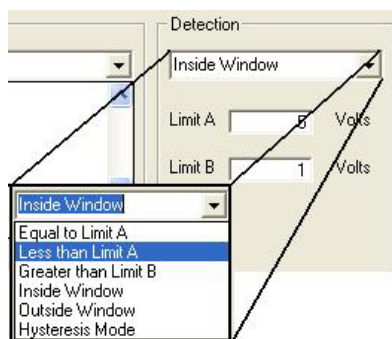 Detection
Inside Window
Limit A 5 Volts
Limit B 1 Volts
Inside Window
Equal to Limit A
Less than Limit A
Greater than Limit B
Inside Window
Outside Window
Hysteresis Mode